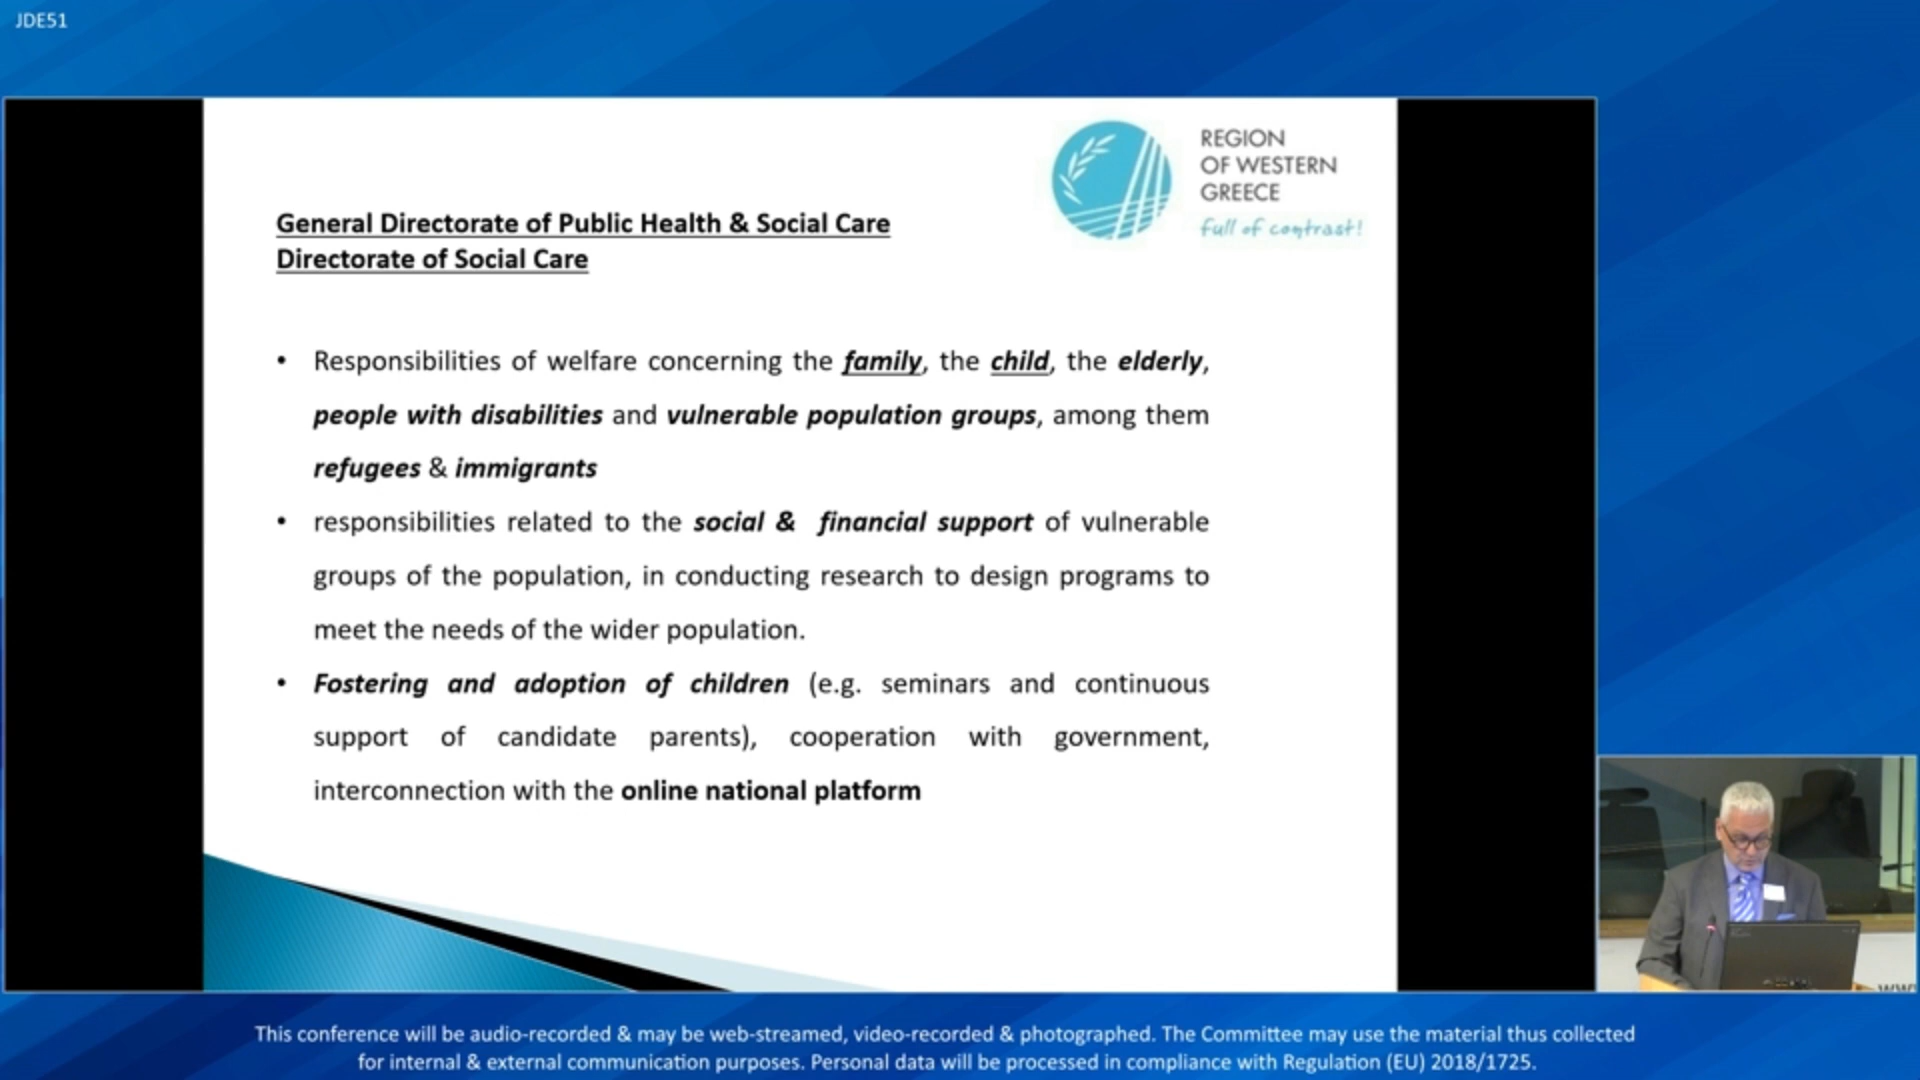 JDE51
REGION
OF WESTERN
GREECE
full of contrast!
General Directorate of Public Health & Social Care
Directorate of Social Care
• Responsibilities of welfare concerning the family, the child, the elderly,
people with disabilities and vulnerable population groups, among them
refugees & immigrants
• responsibilities related to the social & financial support of vulnerable
groups of the population, in conducting research to design programs to
meet the needs of the wider population.
• Fostering and adoption of children (e.g. seminars and continuous
support of candidate parents), cooperation with government,
interconnection with the online national platform
This conference will be audio-recorded & may be web-streamed, video-recorded & photographed. The Committee may use the material thus collected
for internal & external communication purposes. Personal data will be processed in compliance with Regulation (EU) 2018/1725.